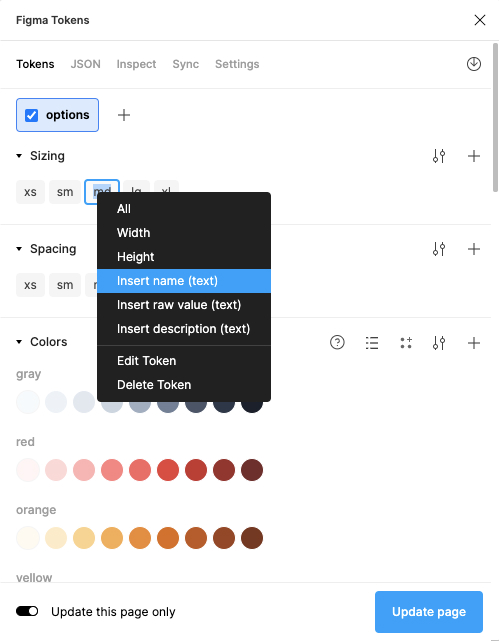 Figma Tokens
Tokens JSON Inspect Sync Settings
options
Sizing
xs sm md lg xl
All
Width
Height
Insert name (text)
Insert raw value (text)
Insert description (text)
Edit Token
Delete Token
Spacing
xs sm
Colors
gray
red
orange
yellow
Update this page only
Update page